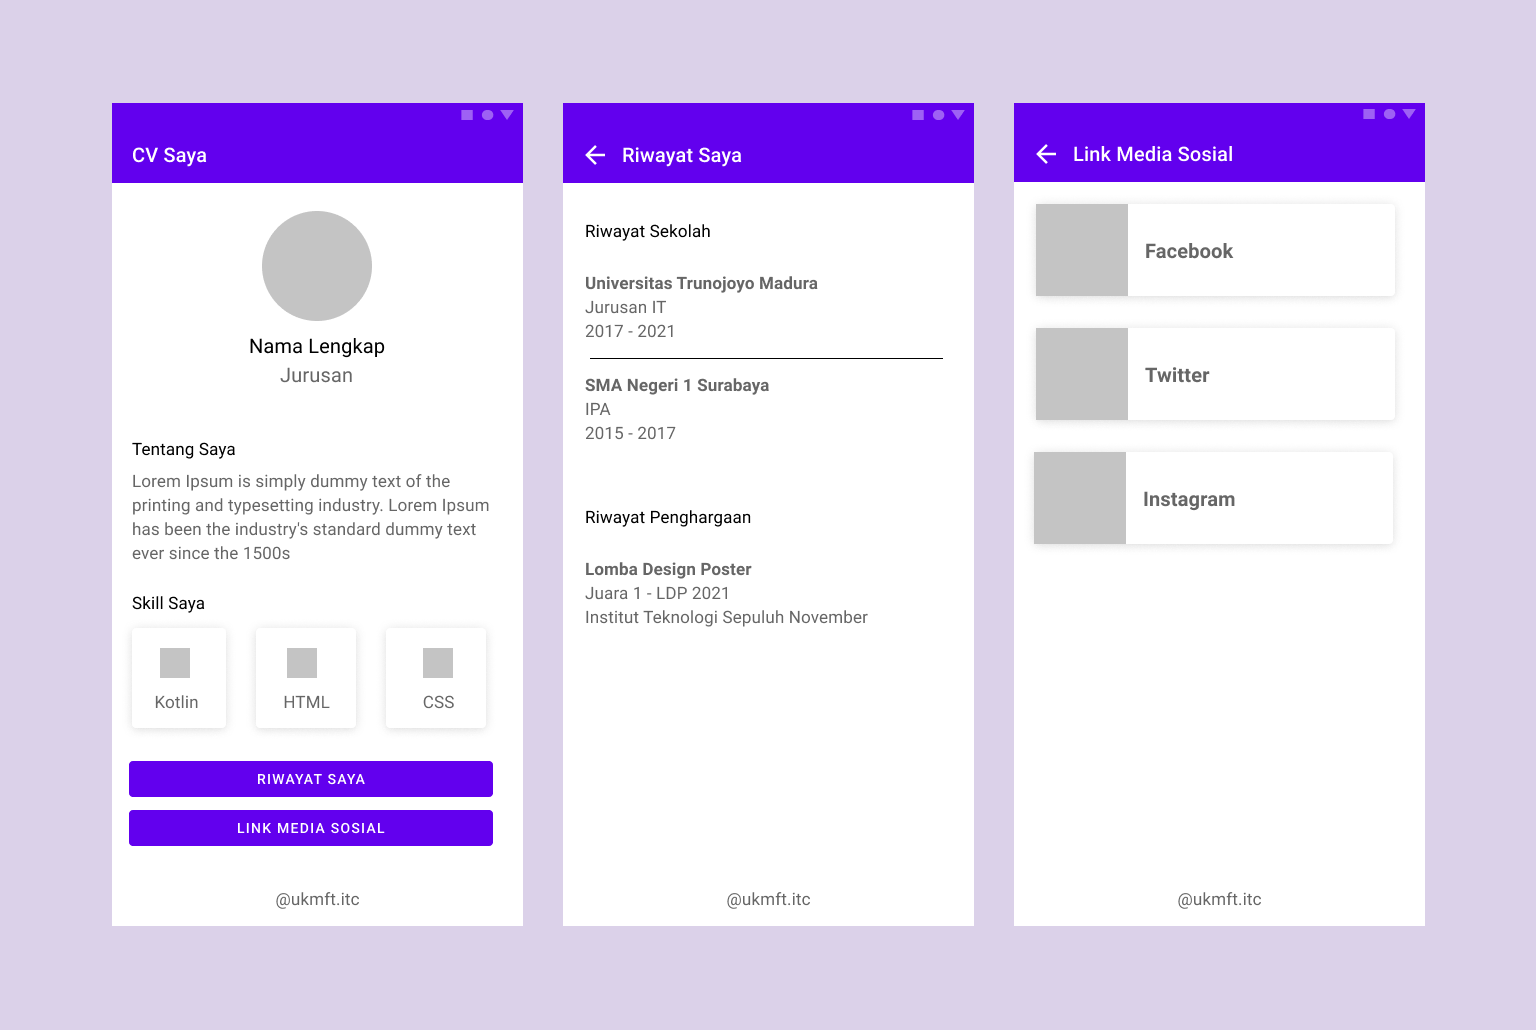 CV Saya
Nama Lengkap
Jurusan
Tentang Saya
Lorem Ipsum is simply dummy text of the
printing and typesetting industry. Lorem Ipsum
has been the industry's standard dummy text
ever since the 1500s
Skill Saya
Kotlin
HTML
CSS
RIWAYAT SAYA
LINK MEDIA SOSIAL
@ukmft.itc
Riwayat Saya
Riwayat Sekolah
Universitas Trunojoyo Madura
Jurusan IT
2017 - 2021
SMA Negeri 1 Surabaya
IPA
2015 - 2017
Riwayat Penghargaan
Lomba Design Poster
Juara 1 - LDP 2021
Institut Teknologi Sepuluh November
@ukmft.itc
Link Media Sosial
Facebook
Twitter
Instagram
@ukmft.itc